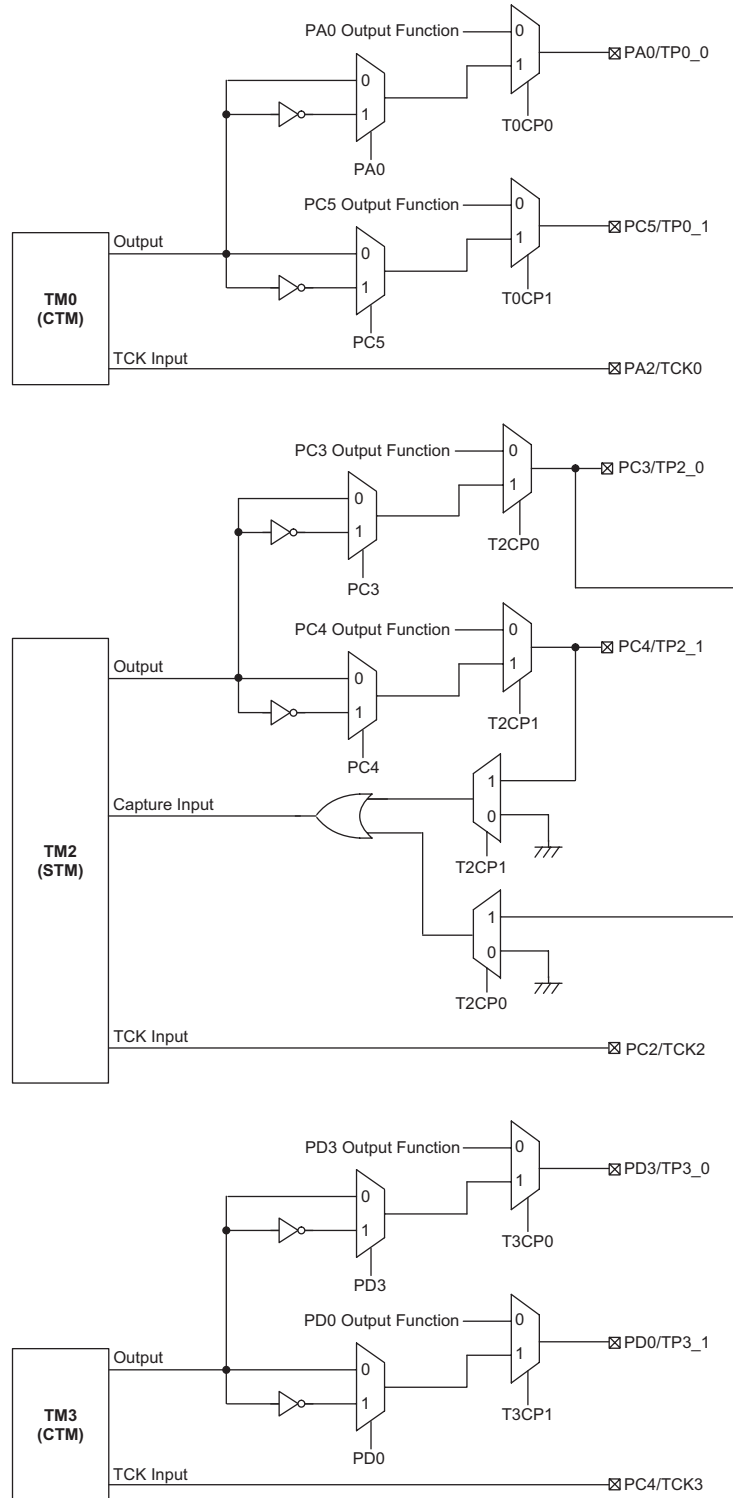 PA0 Output Function
0
1
PA0/TP0_0
T0CP0
0
1
PA0
PC5 Output Function
0
1
PC5/TP0_1
T0CP1
Output
0
1
PC5
TM0
(CTM)
TCK Input
PA2/TCK0
PC3 Output Function
0
1
PC3/TP2_0
T2CP0
0
1
PC3
PC4 Output Function
0
1
PC4/TP2_1
T2CP1
Output
0
1
PC4
Capture Input
1
0
T2CP1
TM2
(STM)
1
0
T2CP0
TCK Input
PC2/TCK2
PD3 Output Function
0
1
PD3/TP3_0
T3CP0
0
1
PD3
PD0 Output Function
0
1
PD0/TP3_1
T3CP1
Output
0
1
PD0
TM3
(CTM)
TCK Input
PC4/TCK3